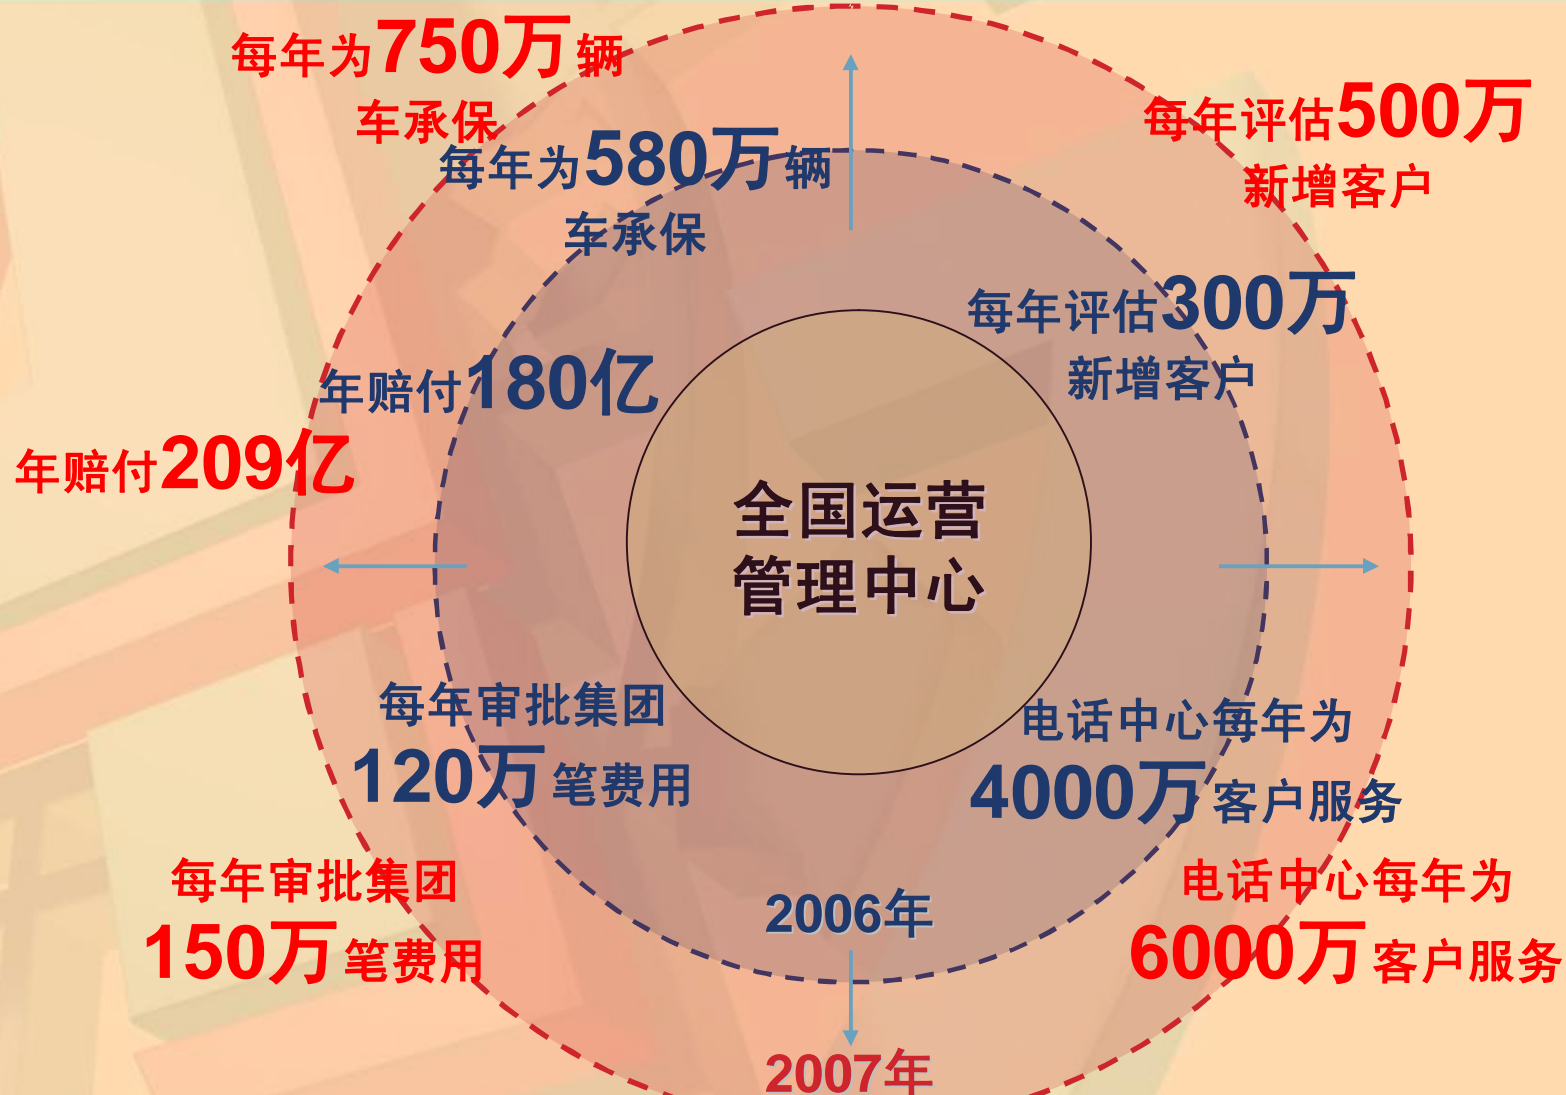 每年为750万辆
车承保
每年为580万辆
车承保
每年评估500万
新增客户
每年评估300万
新增客户
年赔付180亿
年赔付209亿
全国运营
管理中心
每年审批集团
120万笔费用
电话中心每年为
4000万客户服务
每年审批集团
150万笔费用
电话中心每年为
6000万客户服务
2006年
2007年